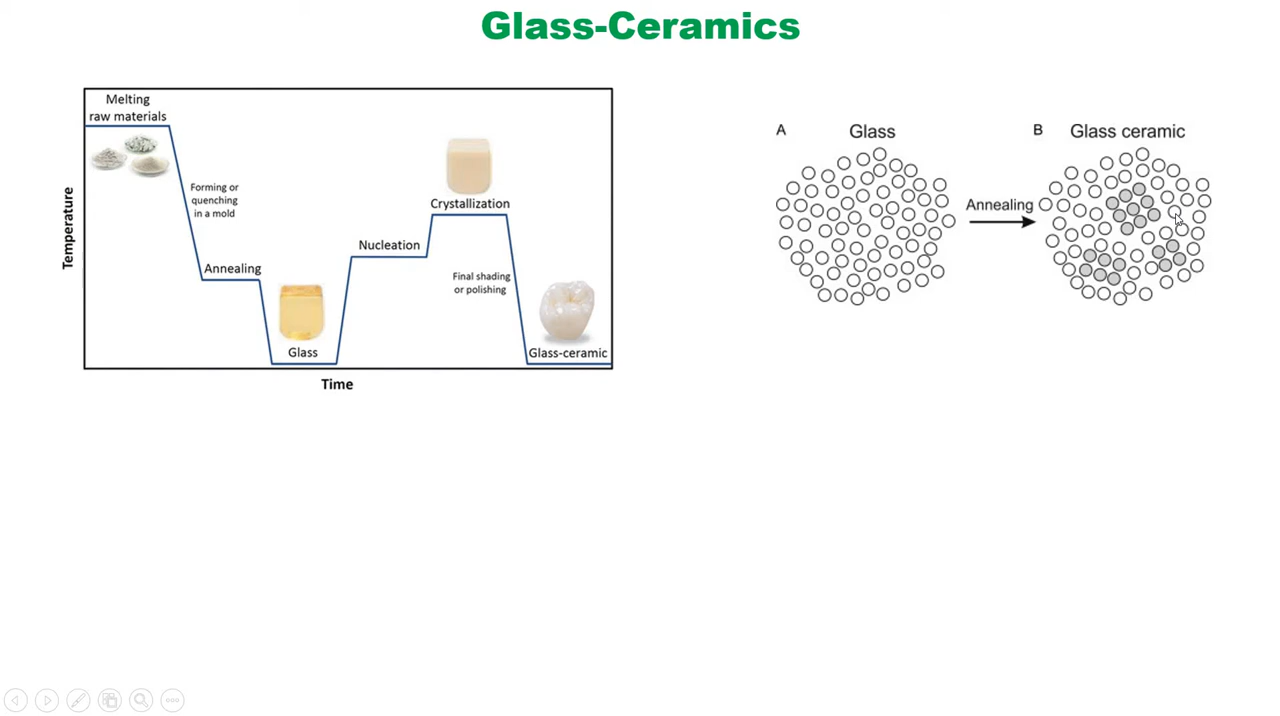 Glass-Ceramics
Melting
raw materials
Forming or
quenching
in a mold
Annealing
Glass
Nucleation
Crystallization
Final shading
or polishing
Glass-ceramic
Temperature
Time
A
Glass
Annealing
B
Glass ceramic